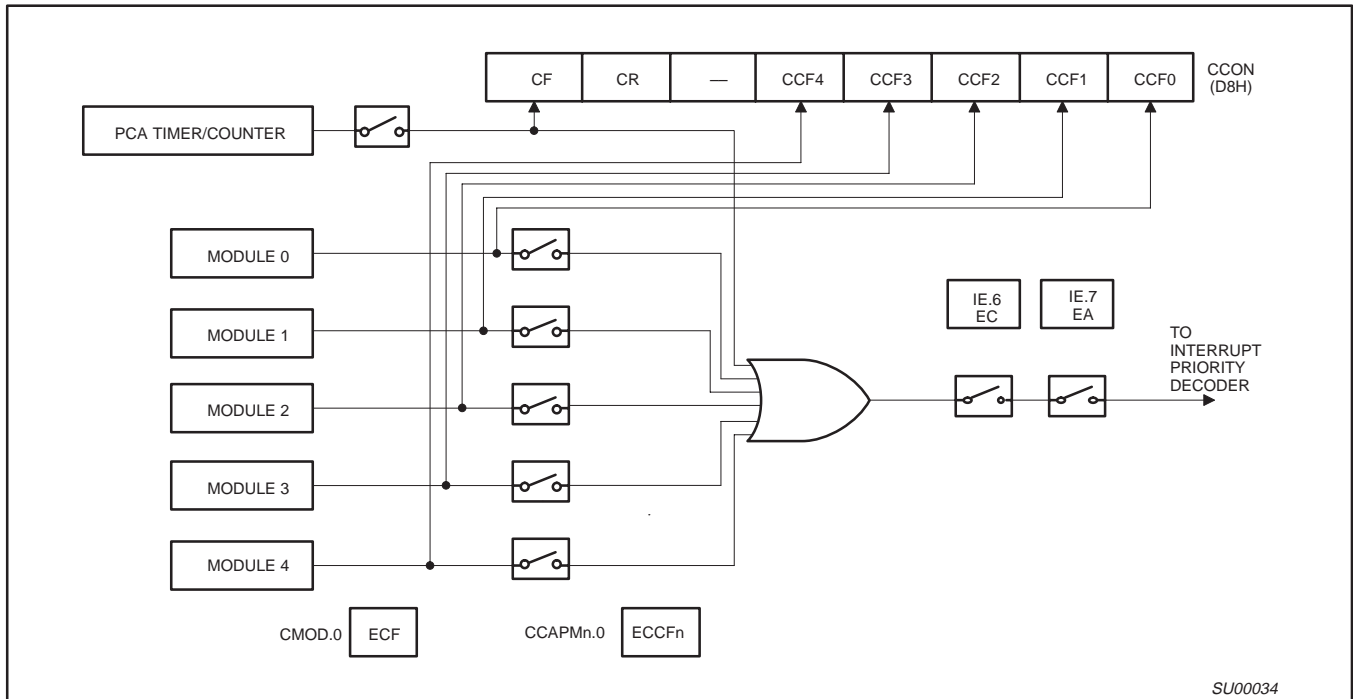 CF CR — CCF4 CCF3 CCF2 CCF1 CCF0
CCON
(D8H)
PCA TIMER/COUNTER
MODULE 0
MODULE 1
IE.6
EC
IE.7
EA
TO
INTERRUPT
PRIORITY
DECODER
MODULE 2
MODULE 3
MODULE 4
CMOD.0 ECF CCAPMn.0 ECCFn
SU00034